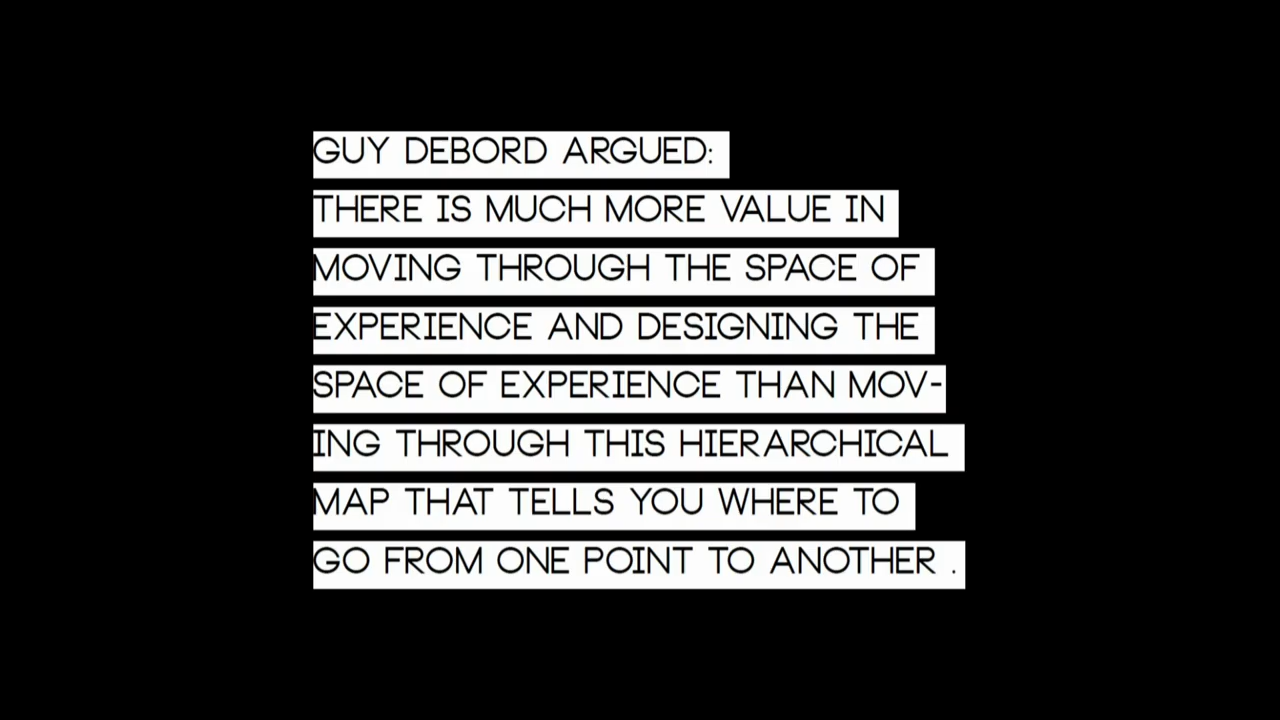 GUY DEBORD ARGUED:
THERE IS MUCH MORE VALUE IN
MOVING THROUGH THE SPACE OF
EXPERIENCE AND DESIGNING THE
SPACE OF EXPERIENCE THAN MOV-
ING THROUGH THIS HIERARCHICAL
MAP THAT TELLS YOU WHERE TO
GO FROM ONE POINT TO ANOTHER .